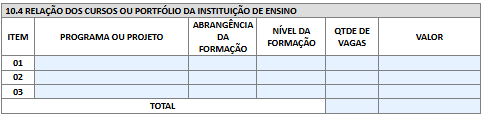 10.4 RELAÇÃO DOS CURSOS OU PORTFÓLIO DA INSTITUIÇÃO DE ENSINO
ITEM PROGRAMA OU PROJETO ABRANGÊNCIA DA FORMAÇÃO NÍVEL DA FORMAÇÃO QTDE DE VAGAS VALOR
01
02
03
TOTAL